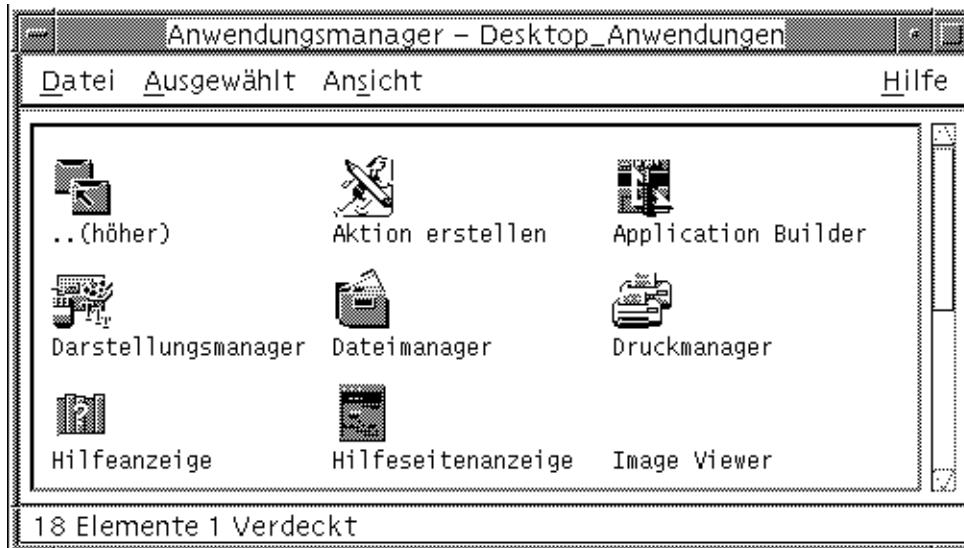 Anwendungsmanager – Desktop_Anwendungen
Datei Ausgewählt Ansicht Hilfe
..(höher) Aktion erstellen Application Builder
Darstellungsmanager Dateimanager Druckmanager
Hilfeanzeige Hilfeseitenanzeige Image Viewer
18 Elemente 1 Verdeckt